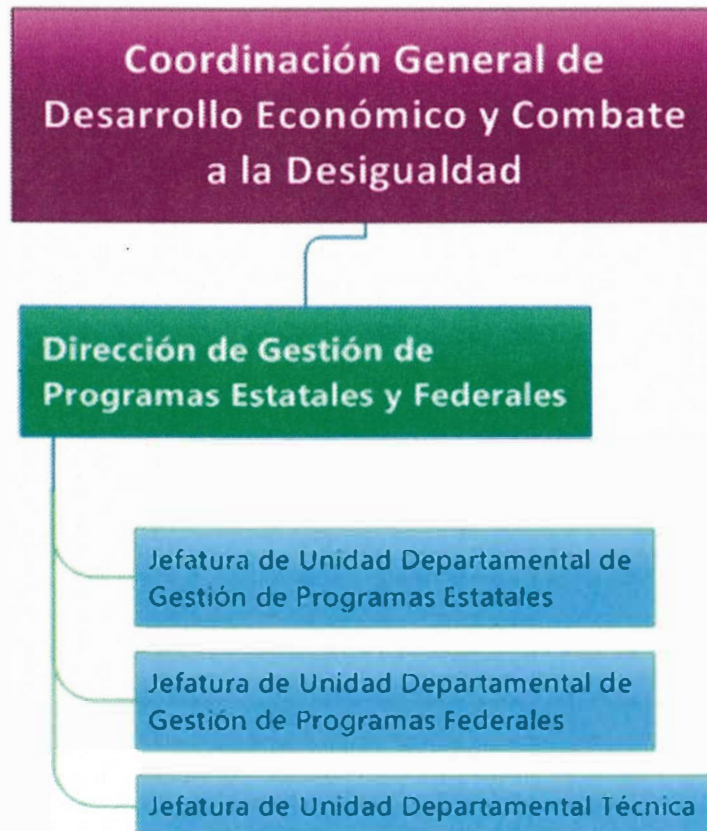 Coordinación General de
Desarrollo Económico y Combate
a la Desigualdad
Dirección de Gestión de
Programas Estatales y Federales
Jefatura de Unidad Departamental de
Gestión de Programas Estatales
Jefatura de Unidad Departamental de
Gestión de Programas Federales
Jefatura de Unidad Departamental Técnica